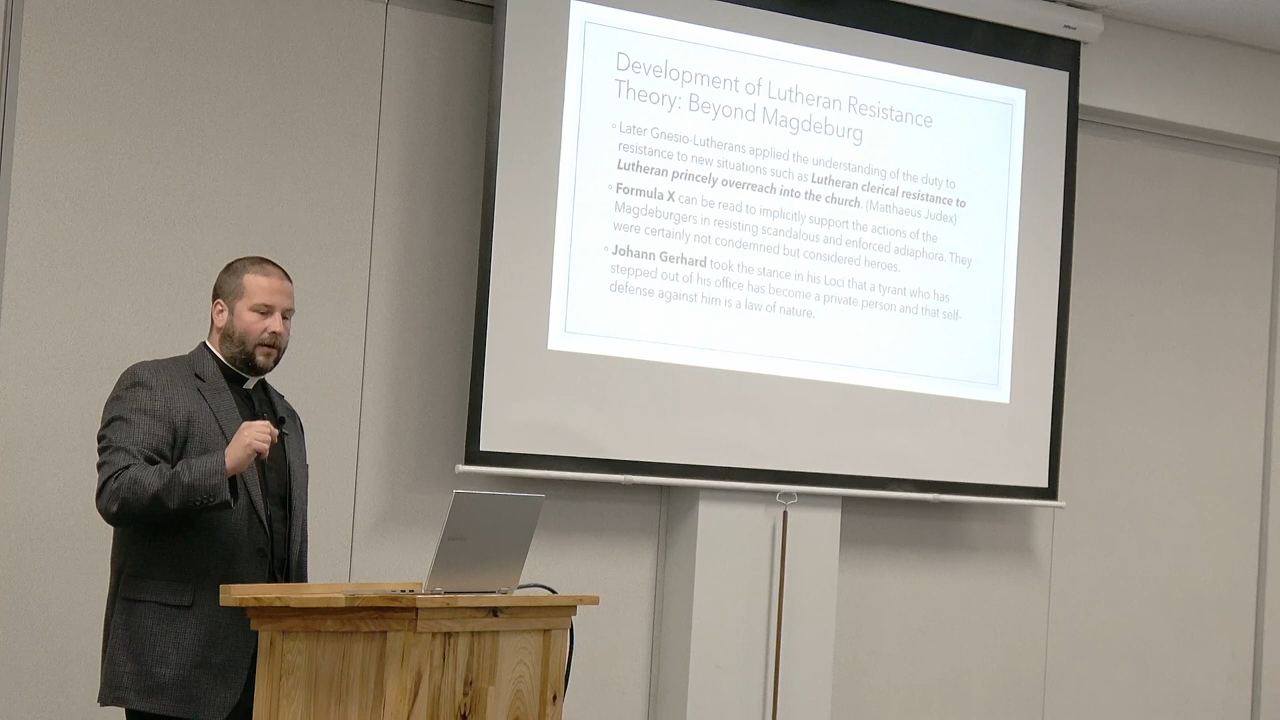 Development of Lutheran Resistance
Theory: Beyond Magdeburg
◦ Later Gnesio-Lutherans applied the understanding of the duty to
resistance to new situations such as Lutheran clerical resistance to
Lutheran princely overreach into the church. (Matthaeus Judex)
◦ Formula X can be read to implicitly support the actions of the
Magdeburgers in resisting scandalous and enforced adiaphora. They
were certainly not condemned but considered heroes.
◦ Johann Gerhard took the stance in his Loci that a tyrant who has
stepped out of his office has become a private person and that self-
defense against him is a law of nature.